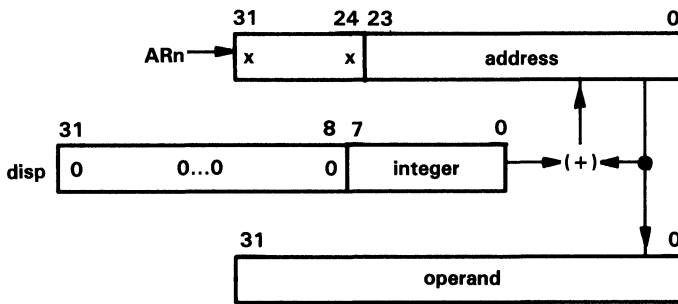 31 24 23 0
ARn x x address
31 8 7 0
disp 0 0...0 0 integer (+)
31 0
operand